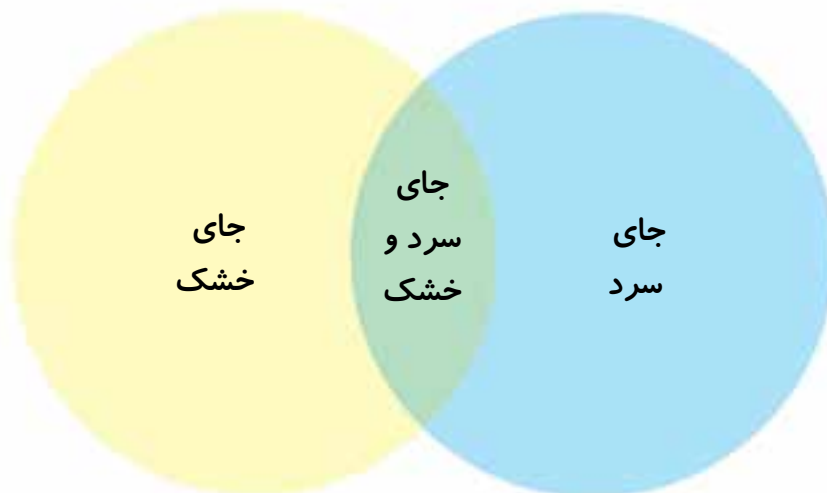 جای
سرد
جای
سرد و
خشک
جای
خشک